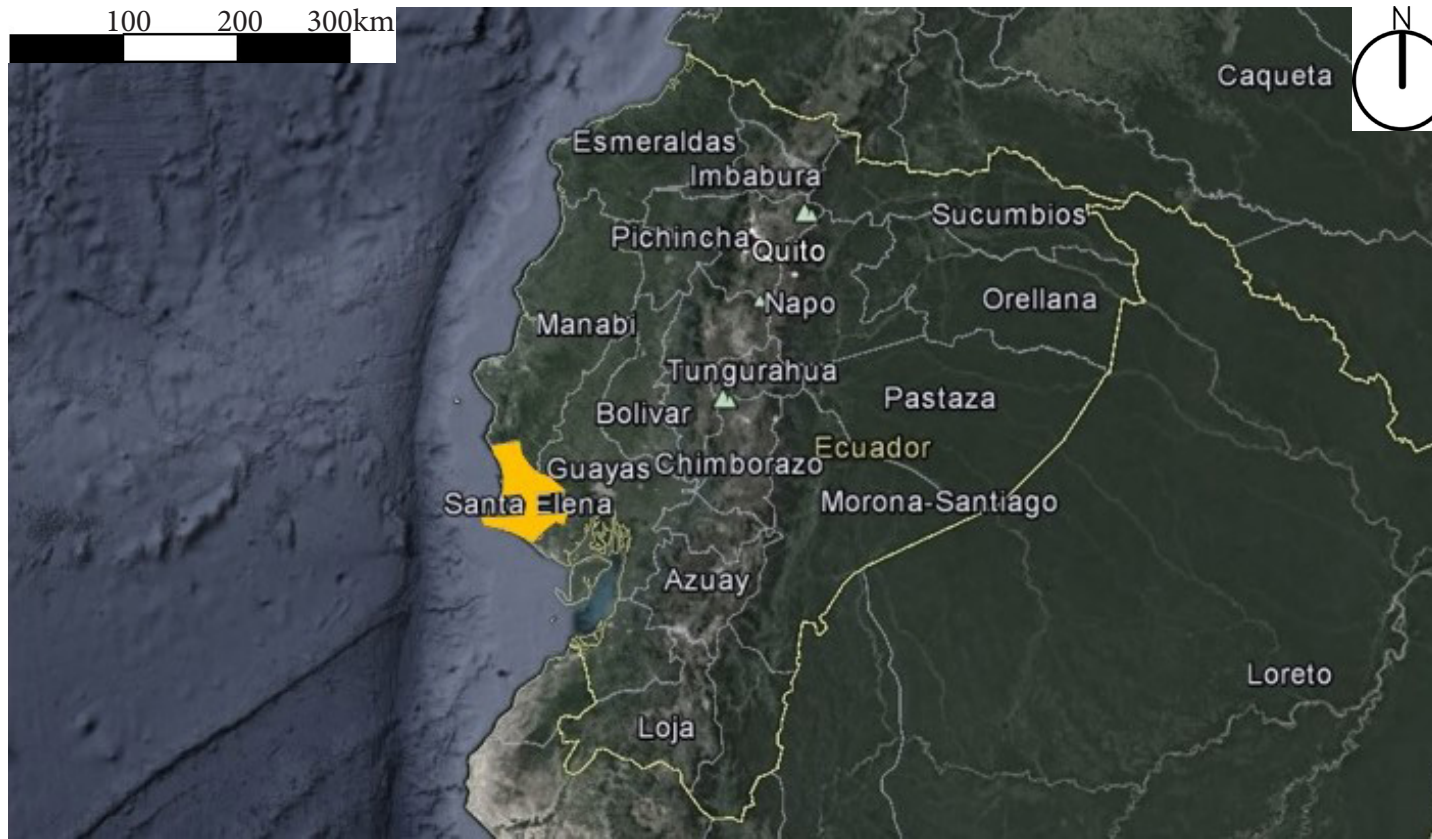 100 200 300km
N
Caqueta
Esmeraldas
Imbabura
Sucumbios
Pichincha
Quito
Orellana
Napo
Manabi
Tungurahua
Pastaza
Bolivar
Ecuador
Guayas
Chimborazo
Santa Elena
Morona-Santiago
Azuay
Loreto
Loja